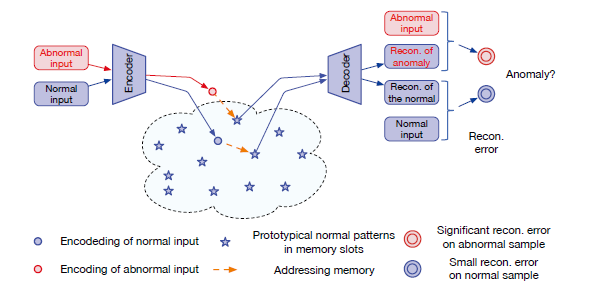 Abnormal
input
Normal
input
Encoder
Decoder
Abnormal
input
Recon. of
anomaly
Recon. of
the normal
Normal
input
Anomaly?
Recon.
error
Encodeding of normal input
Encoding of abnormal input
Prototypical normal patterns
in memory slots
Addressing memory
Significant recon. error
on abnormal sample
Small recon. error
on normal sample